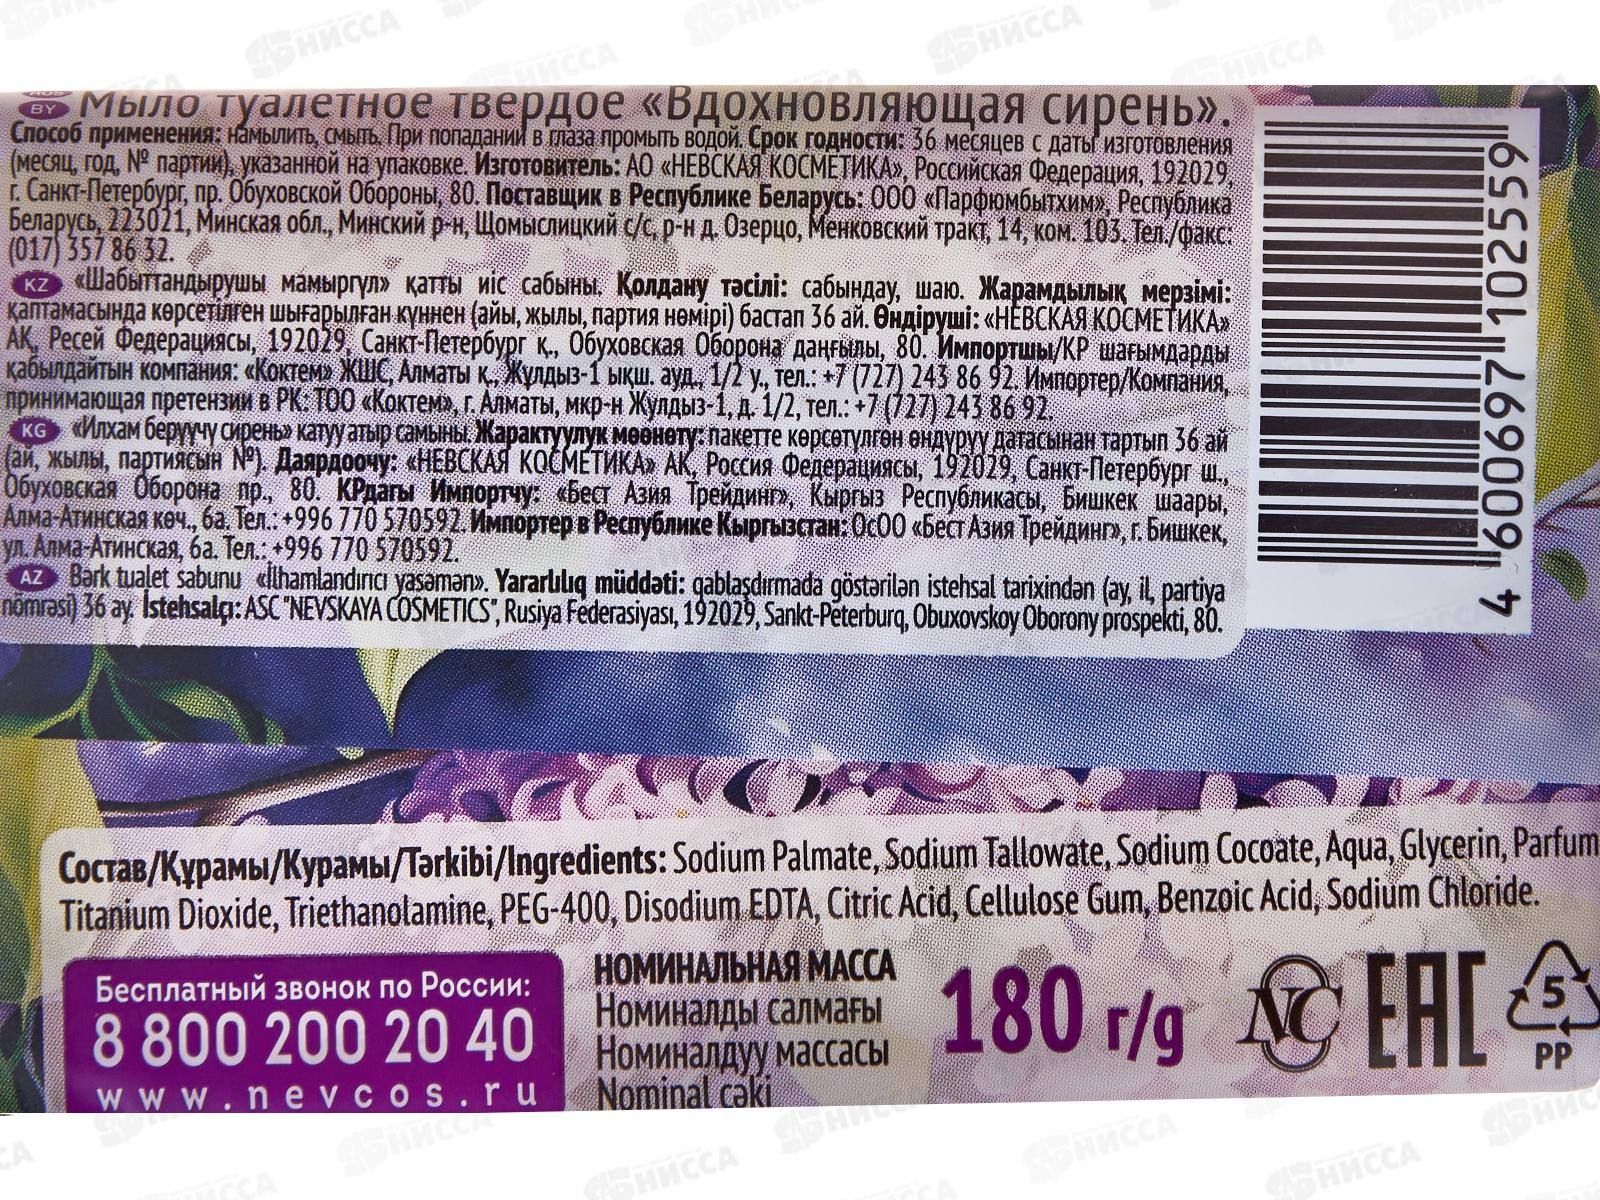 RUS
BY Мыло туалетное твердое «Вдохновляющая сирень».
Способ применения: намылить, смыть. При попадании в глаза промыть водой. Срок годности: 36 месяцев с даты изготовления
(месяц, год, № партии), указанной на упаковке. Изготовитель: АО «НЕВСКАЯ КОСМЕТИКА», Российская Федерация, 192029,
г. Санкт-Петербург, пр. Обуховской Обороны, 80. Поставщик в Республике Беларусь: ООО «Парфюмбытхим», Республика
Беларусь, 223021, Минская обл., Минский р-н, Щомыслицкий с/с, р-н д. Озерцо, Менковский тракт, 14, ком. 103. Тел./факс:
(017) 357 86 32.
KZ «Шабыттандырушы мамыргүл» қатты иіс сабыны. Қолдану тәсілі: сабындау, шаю. Жарамдылық мерзімі:
қаптамасында көрсетілген шығарылған күннен (айы, жылы, партия нөмірі) бастап 36 ай. Өндіруші: «НЕВСКАЯ КОСМЕТИКА»
АҚ, Ресей Федерациясы, 192029, Санкт-Петербург қ., Обуховская Оборона даңғылы, 80. Импортшы/ҚР шағымдарды
қабылдайтын компания: «Коктем» ЖШС, Алматы қ., Жұлдыз-1 ықш. ауд., 1/2 у., тел.: +7 (727) 243 86 92. Импортер/Компания,
принимающая претензии в РК: ТОО «Коктем», г. Алматы, мкр-н Жулдыз-1, д. 1/2, тел.: +7 (727) 243 86 92.
KG «Илхам берүүчү сирень» катуу атыр самыны. Жарактуулук мөөнөтү: пакетте көрсөтүлгөн өндүрүү датасынан тартып 36 ай
(ай, жылы, партиясын №). Даярдоочу: «НЕВСКАЯ КОСМЕТИКА» АК, Россия Федерациясы, 192029, Санкт-Петербург ш.,
Обуховская Оборона пр., 80. КРдагы Импортчу: «Бест Азия Трейдинг», Кыргыз Республикасы, Бишкек шаары,
Алма-Атинская көч., 6а. Тел.: +996 770 570592. Импортер в Республике Кыргызстан: ОсОО «Бест Азия Трейдинг», г. Бишкек,
ул. Алма-Атинская, 6а. Тел.: +996 770 570592.
AZ Bərk tualet sabunu «İlhamlandırıcı yasəmən». Yararlılıq müddəti: qablaşdırmada göstərilən istehsal tarixindən (ay, il, partiya
nömrəsi) 36 ay. İstehsalçı: ASC "NEVSKAYA COSMETICS", Rusiya Federasiyası, 192029, Sankt-Peterburq, Obuxovskoy Oborony prospekti, 80.
4 600697 102559
Состав/Құрамы/Курамы/Tərkibi/Ingredients: Sodium Palmate, Sodium Tallowate, Sodium Cocoate, Aqua, Glycerin, Parfum
Titanium Dioxide, Triethanolamine, PEG-400, Disodium EDTA, Citric Acid, Cellulose Gum, Benzoic Acid, Sodium Chloride.
Бесплатный звонок по России:
8 800 200 20 40
www.nevcos.ru
НОМИНАЛЬНАЯ МАССА
Номиналды салмағы
Номиналдуу массасы
Nominal çəki
180 г/g
NC
EAC
5
PP